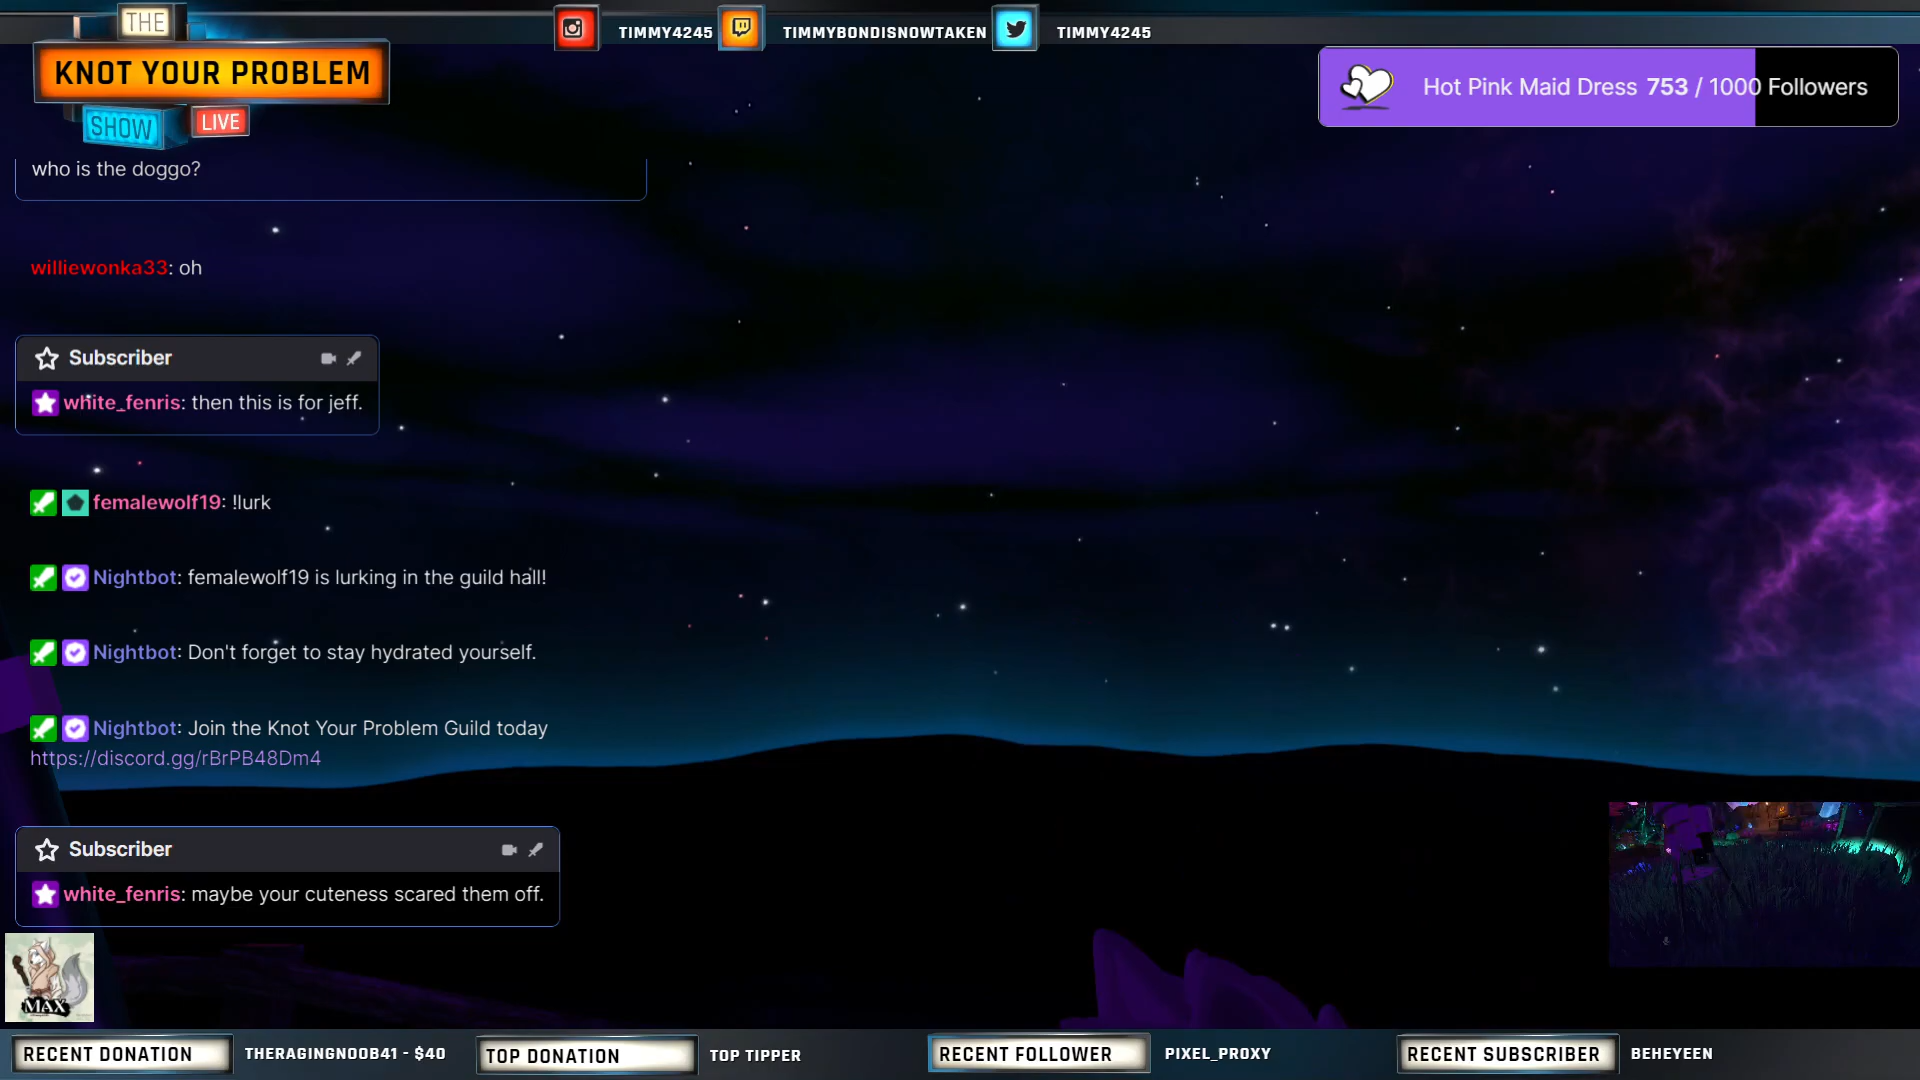 THE
KNOT YOUR PROBLEM
SHOW
LIVE
TIMMY4245
TIMMYBONDISNOWTAKEN
TIMMY4245
Hot Pink Maid Dress 753 / 1000 Followers
who is the doggo?
williewonka33: oh
Subscriber
white_fenris: then this is for jeff.
femalewolf19: !lurk
Nightbot: femalewolf19 is lurking in the guild hall!
Nightbot: Don't forget to stay hydrated yourself.
Nightbot: Join the Knot Your Problem Guild today
https://discord.gg/rBrPB48Dm4
Subscriber
white_fenris: maybe your cuteness scared them off.
MAX
RECENT DONATION
THERAGINGNOOB41 - $40
TOP DONATION
TOP TIPPER
RECENT FOLLOWER
PIXEL_PROXY
RECENT SUBSCRIBER
BEHEYEEN